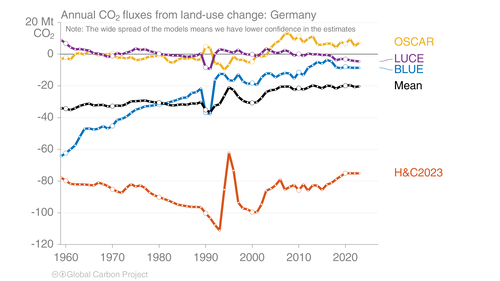 Annual CO₂ fluxes from land-use change: Germany
20 Mt
CO₂
Note: The wide spread of the models means we have lower confidence in the estimates
0
-20
-40
-60
-80
-100
-120
1960
1970
1980
1990
2000
2010
2020
OSCAR
LUCE
BLUE
Mean
H&C2023
Global Carbon Project